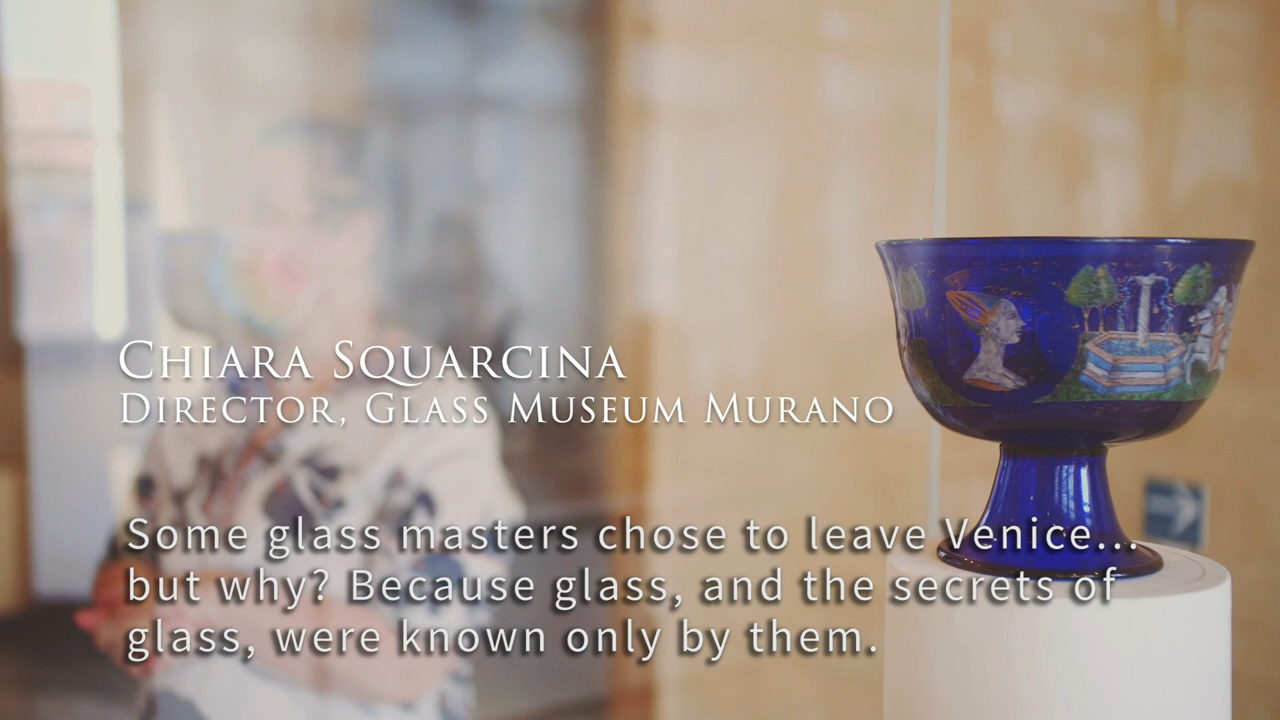 Chiara Squarcina
Director, Glass Museum Murano
Some glass masters chose to leave Venice...
but why? Because glass, and the secrets of
glass, were known only by them.